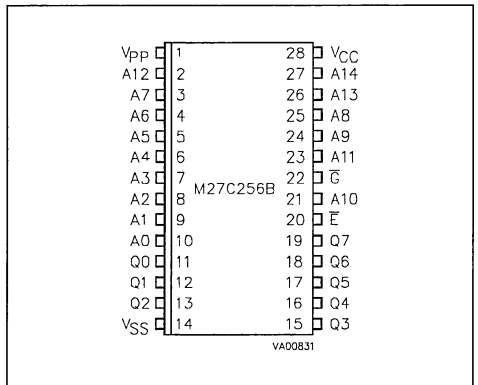 VPP 1 28 VCC
A12 2 27 A14
A7 3 26 A13
A6 4 25 A8
A5 5 24 A9
A4 6 23 A11
A3 7 22 G̅
A2 8 M27C256B 21 A10
A1 9 20 E̅
A0 10 19 Q7
Q0 11 18 Q6
Q1 12 17 Q5
Q2 13 16 Q4
VSS 14 15 Q3
VA00831